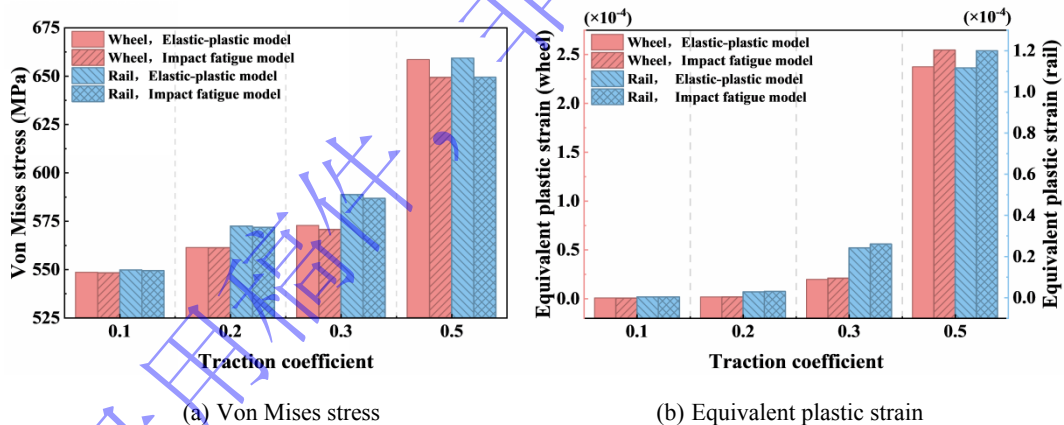 (×10⁻⁴)
(×10⁻⁴)
675
650
625
600
575
550
525
Von Mises stress (MPa)
Wheel，Elastic-plastic model
Wheel，Impact fatigue model
Rail，Elastic-plastic model
Rail，Impact fatigue model
0.1 0.2 0.3 0.5
Traction coefficient
(a) Von Mises stress
2.5
2.0
1.5
1.0
0.5
0.0
Equivalent plastic strain (wheel)
Wheel，Elastic-plastic model
Wheel，Impact fatigue model
Rail， Elastic-plastic model
Rail， Impact fatigue model
1.2
1.0
0.8
0.6
0.4
0.2
0.0
Equivalent plastic strain (rail)
0.1 0.2 0.3 0.5
Traction coefficient
(b) Equivalent plastic strain
用稿件，